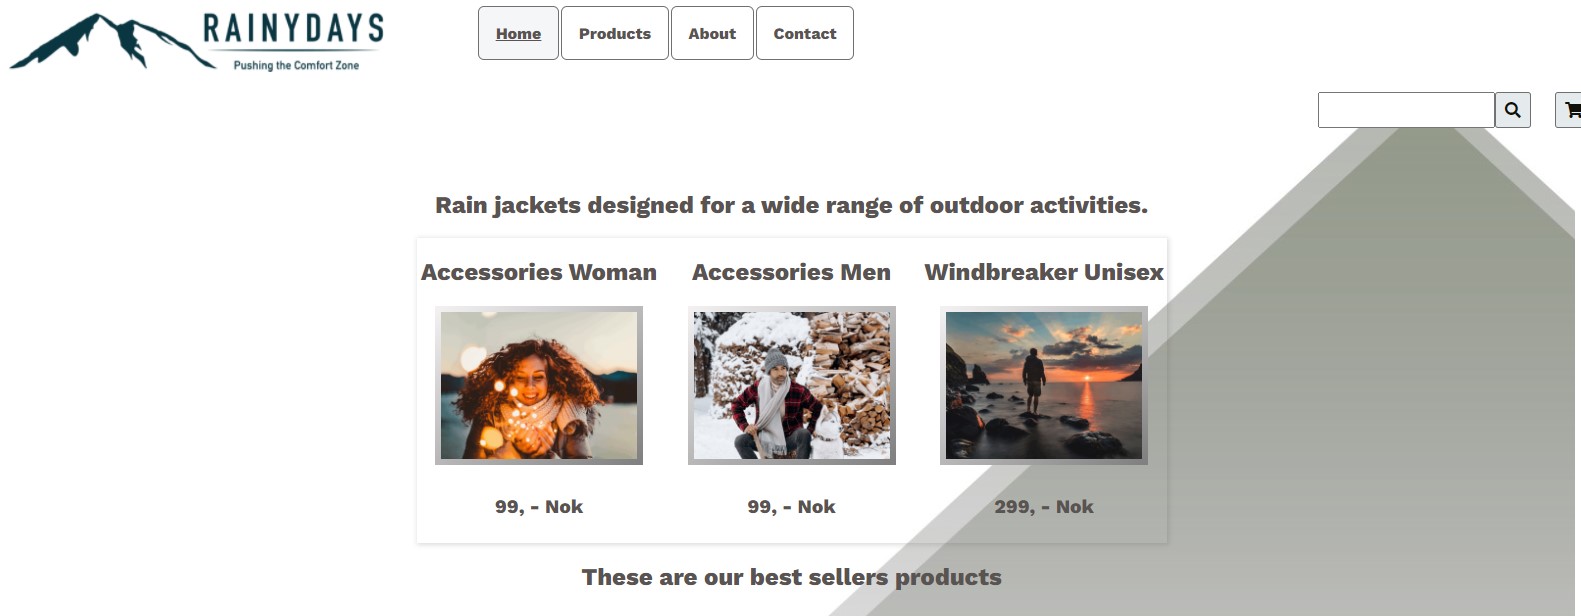 RAINYDAYS
Pushing the Comfort Zone
Home Products About Contact
Rain jackets designed for a wide range of outdoor activities.
Accessories Woman Accessories Men Windbreaker Unisex
99, - Nok 99, - Nok 299, - Nok
These are our best sellers products